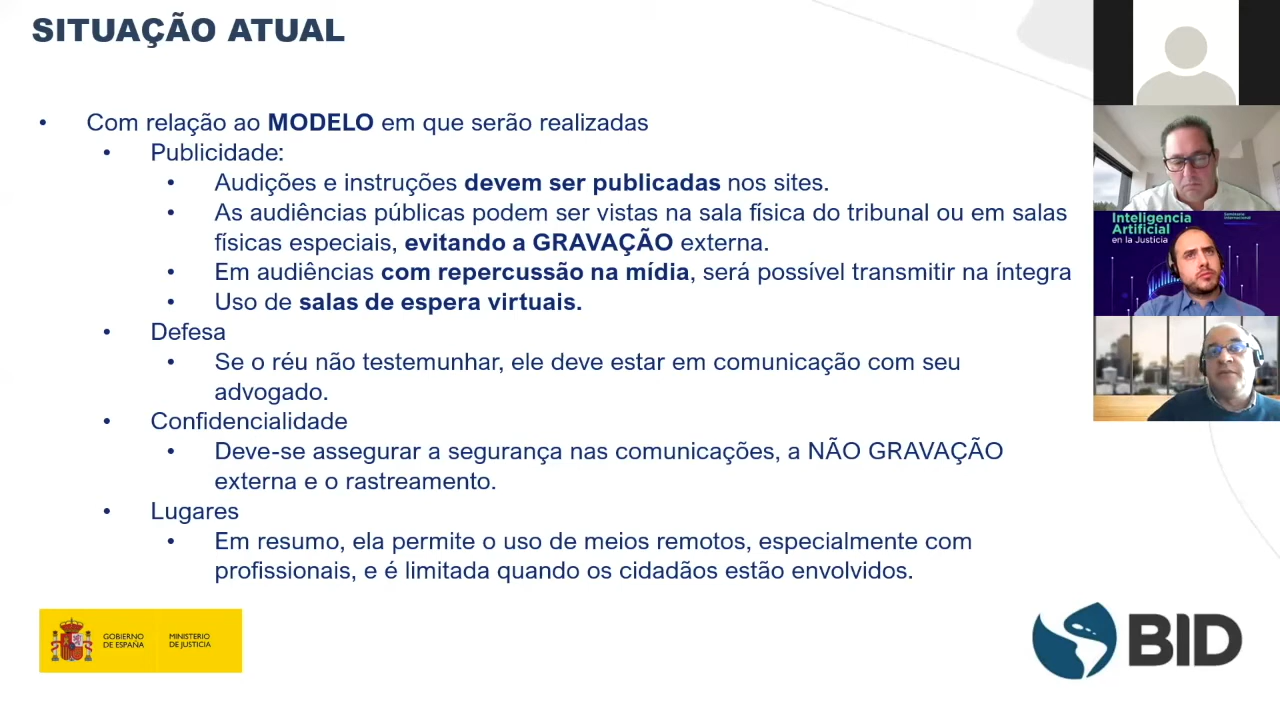 SITUAÇÃO ATUAL
• Com relação ao MODELO em que serão realizadas
• Publicidade:
• Audições e instruções devem ser publicadas nos sites.
• As audiências públicas podem ser vistas na sala física do tribunal ou em salas
físicas especiais, evitando a GRAVAÇÃO externa.
• Em audiências com repercussão na mídia, será possível transmitir na íntegra
• Uso de salas de espera virtuais.
• Defesa
• Se o réu não testemunhar, ele deve estar em comunicação com seu
advogado.
• Confidencialidade
• Deve-se assegurar a segurança nas comunicações, a NÃO GRAVAÇÃO
externa e o rastreamento.
• Lugares
• Em resumo, ela permite o uso de meios remotos, especialmente com
profissionais, e é limitada quando os cidadãos estão envolvidos.
GOBIERNO
DE ESPAÑA
MINISTERIO
DE JUSTICIA
BID
Inteligencia
Artificial
en la Justicia
Seminario
Internacional